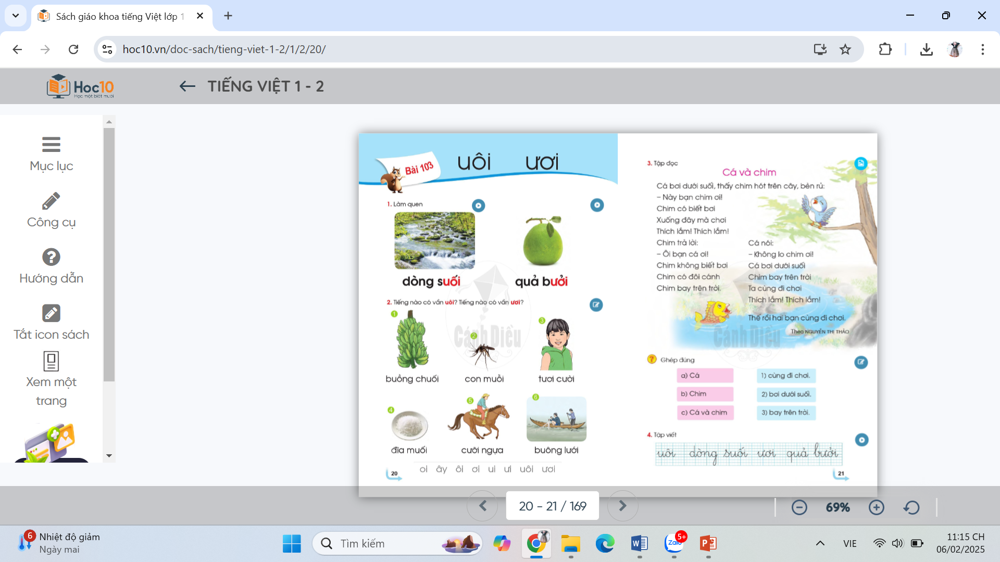 Sách giáo khoa tiếng Việt lớp 1
hoc10.vn/doc-sach/tieng-viet-1-2/1/2/20/
Hoc10
Học một biết mười
TIẾNG VIỆT 1 - 2
Mục lục
Công cụ
Hướng dẫn
Tắt icon sách
Xem một
trang
Bài 103
uôi ươi
1. Làm quen
dòng suối quả bưởi
2. Tiếng nào có vần uôi? Tiếng nào có vần ươi?
1
2
3
Cánh Diều
buồng chuối con muỗi tươi cười
4
5
6
đĩa muối cưỡi ngựa buông lưới
oi ây ôi ơi ui ưi uôi ươi
20
3. Tập đọc
Cá và chim
Cá bơi dưới suối, thấy chim hót trên cây, bèn rủ:
– Này bạn chim ơi!
Chim có biết bơi
Xuống đây mà chơi
Thích lắm! Thích lắm!
Chim trả lời:
– Ôi bạn cá ơi!
Chim không biết bơi
Chim có đôi cánh
Chim bay trên trời.
Cá nói:
– Không lo chim ơi!
Cá bơi dưới suối
Chim bay trên trời
Ta cùng đi chơi
Thích lắm! Thích lắm!
Thế rồi hai bạn cùng đi chơi.
Theo NGUYỄN THỊ THẢO
Cánh Diều
? Ghép đúng
a) Cá 1) cùng đi chơi.
b) Chim 2) bơi dưới suối.
c) Cá và chim 3) bay trên trời.
4. Tập viết
uôi dòng suối ươi quả bưởi
21
20 - 21 / 169
69%
6
Nhiệt độ giảm
Ngày mai
Tìm kiếm
Zalo
5+
VIE
11:15 CH
06/02/2025